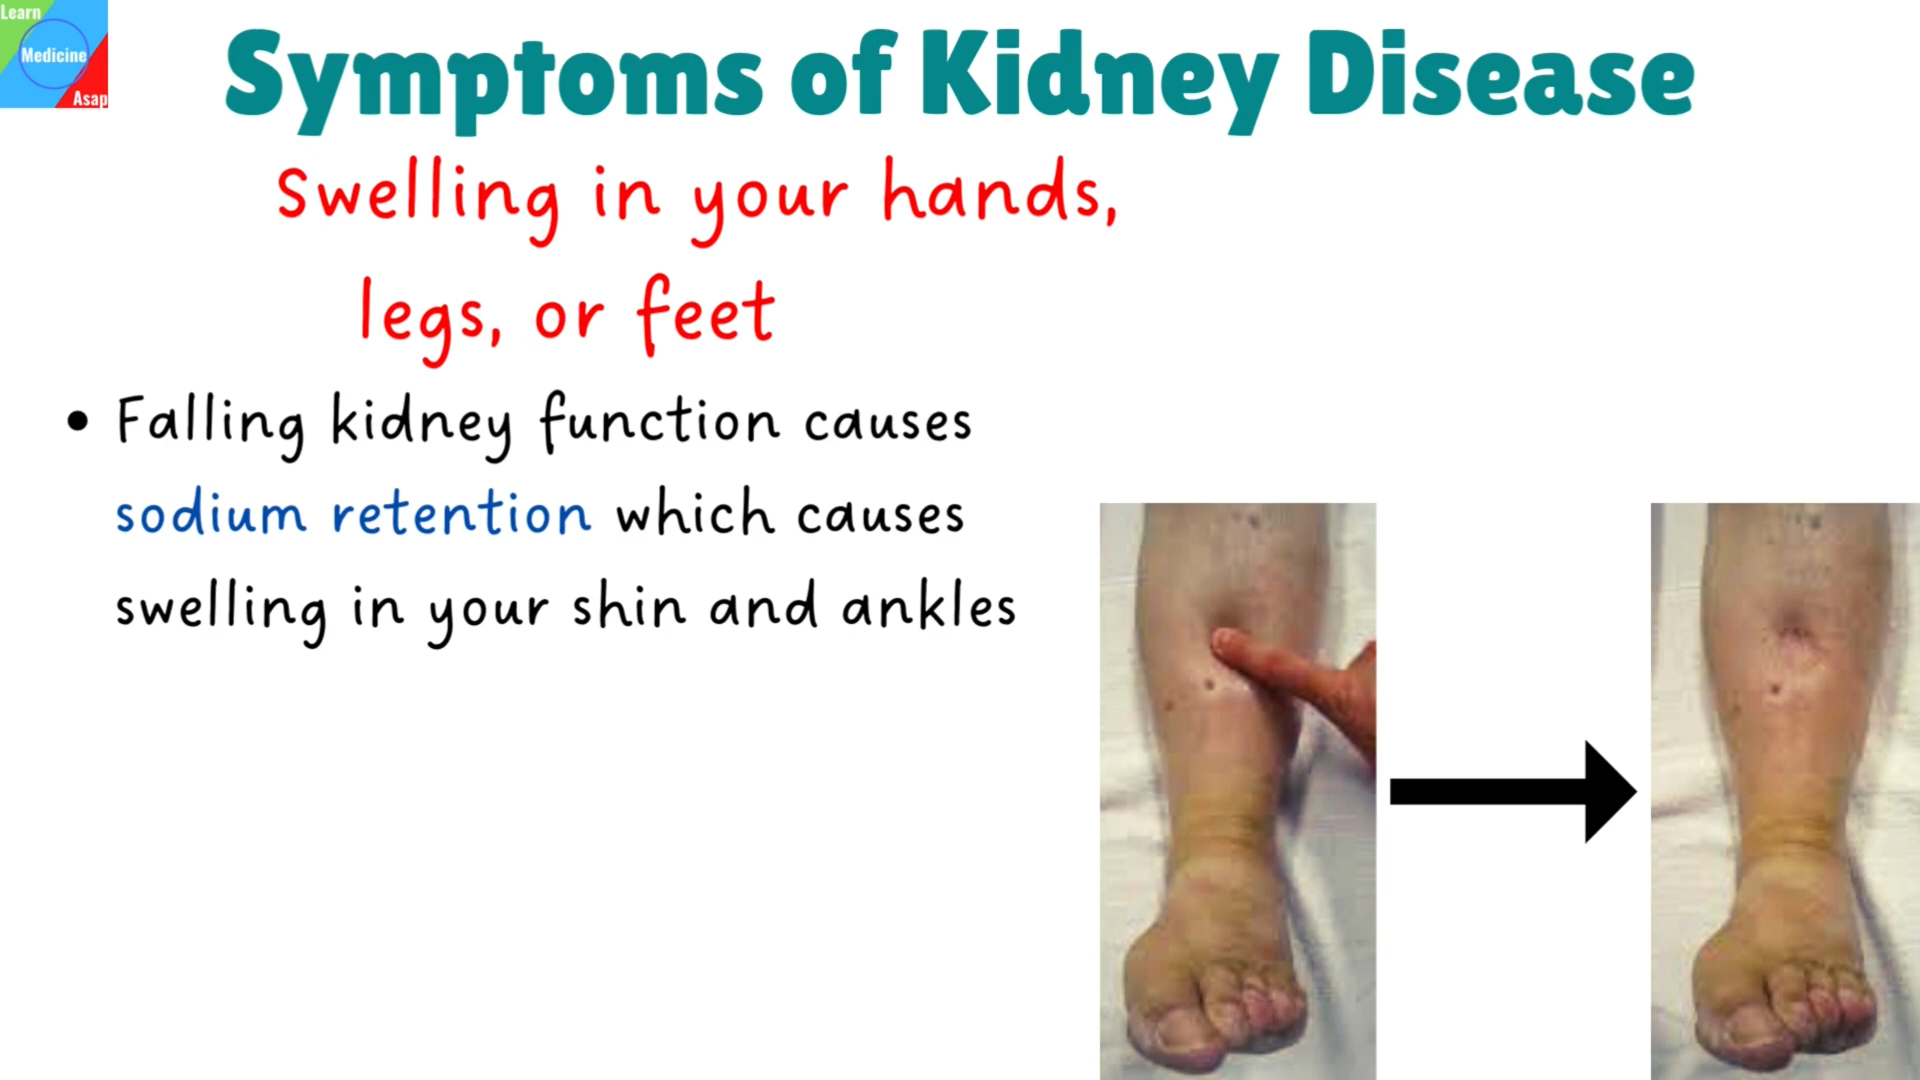 Learn
Medicine
Asap
Symptoms of Kidney Disease
Swelling in your hands,
legs, or feet
• Falling kidney function causes
sodium retention which causes
swelling in your shin and ankles